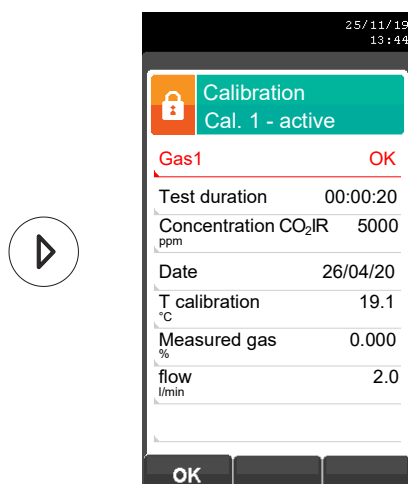 25/11/19
13:44
Calibration
Cal. 1 - active
Gas1 OK
Test duration 00:00:20
Concentration CO₂IR 5000
ppm
Date 26/04/20
T calibration 19.1
°C
Measured gas 0.000
%
flow 2.0
l/min
OK